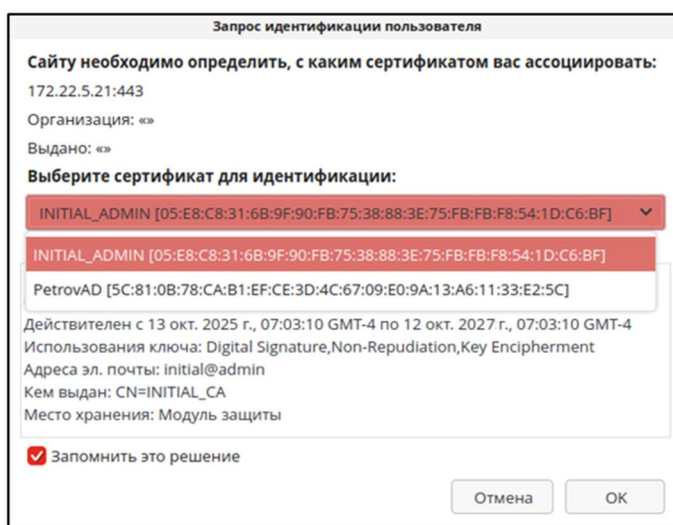 Запрос идентификации пользователя
Сайту необходимо определить, с каким сертификатом вас ассоциировать:
172.22.5.21:443
Организация: «»
Выдано: «»
Выберите сертификат для идентификации:
INITIAL_ADMIN [05:E8:C8:31:6B:9F:90:FB:75:38:88:3E:75:FB:FB:F8:54:1D:C6:BF]
INITIAL_ADMIN [05:E8:C8:31:6B:9F:90:FB:75:38:88:3E:75:FB:FB:F8:54:1D:C6:BF]
PetrovAD [5C:81:0B:78:CA:B1:EF:CE:3D:4C:67:09:E0:9A:13:A6:11:33:E2:5C]
Действителен с 13 окт. 2025 г., 07:03:10 GMT-4 по 12 окт. 2027 г., 07:03:10 GMT-4
Использования ключа: Digital Signature,Non-Repudiation,Key Encipherment
Адреса эл. почты: initial@admin
Кем выдан: CN=INITIAL_CA
Место хранения: Модуль защиты
Запомнить это решение
Отмена
OK